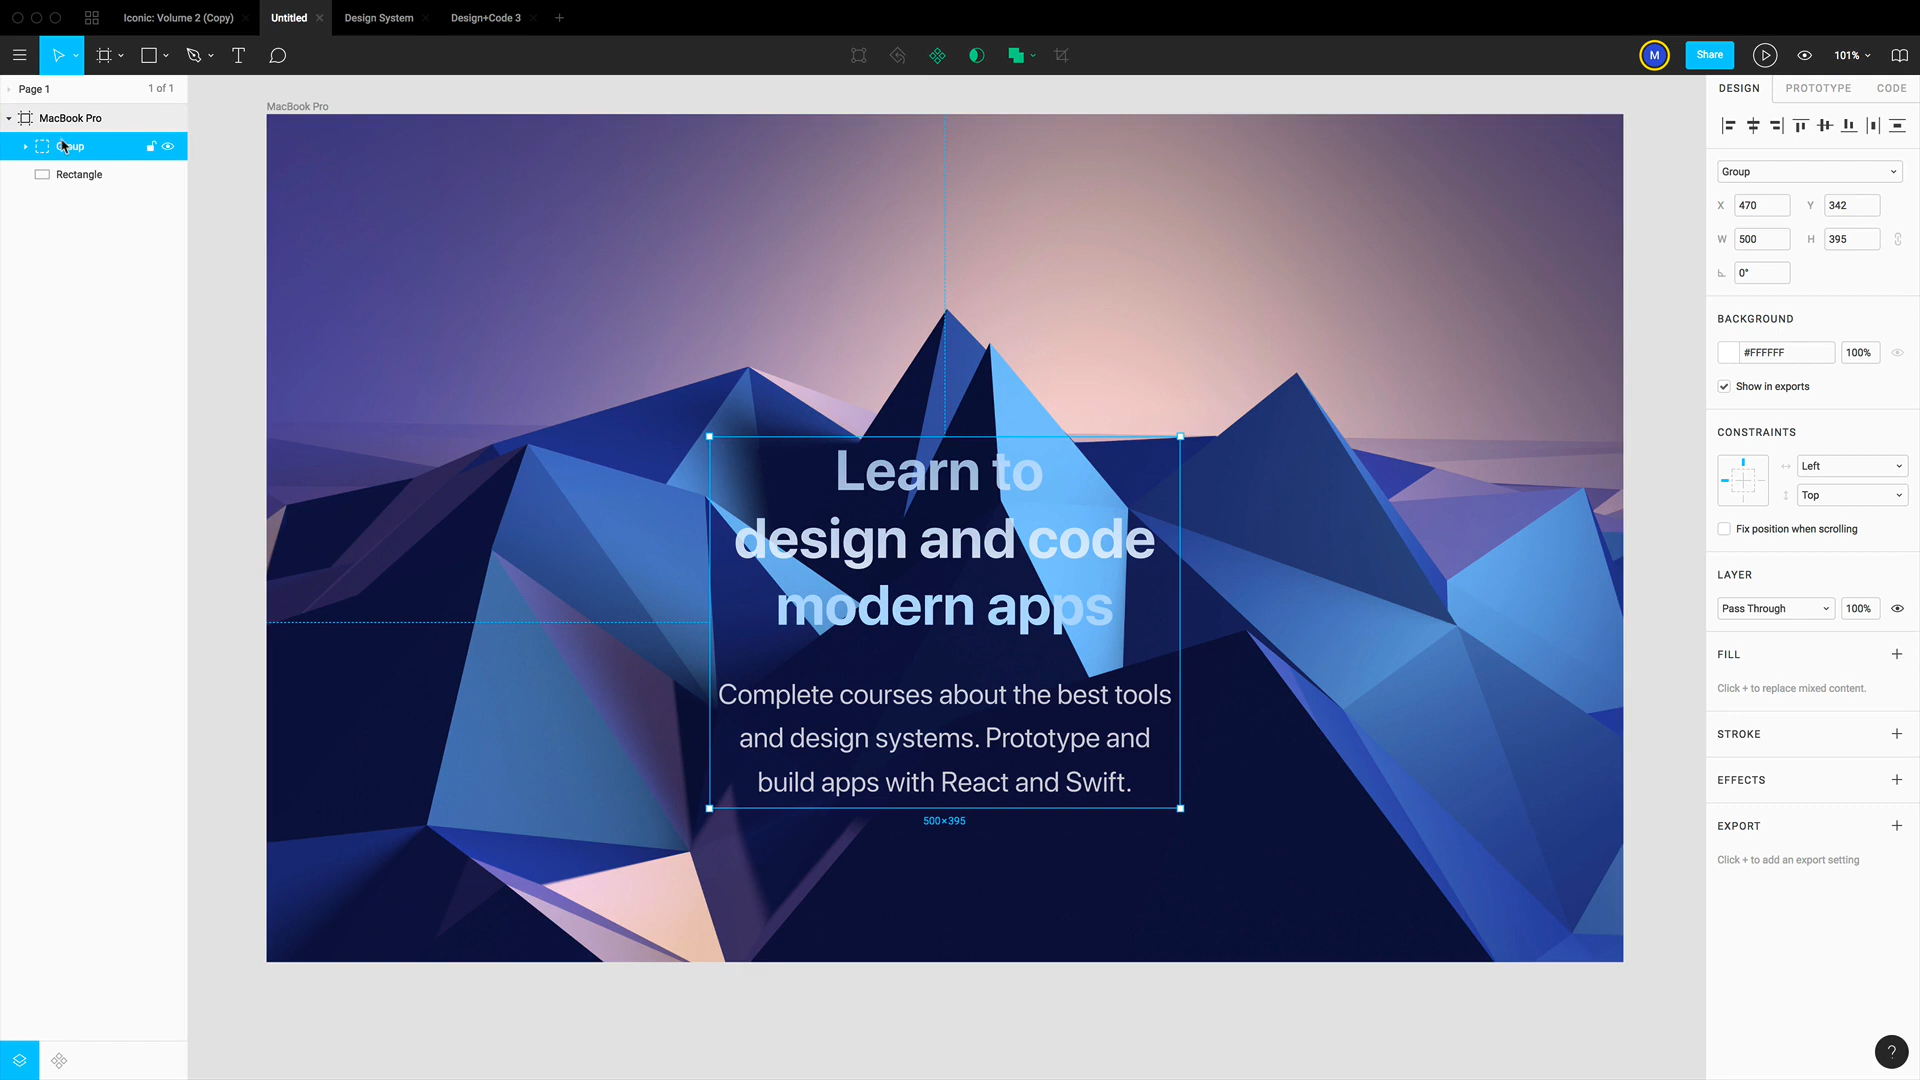 Iconic: Volume 2 (Copy)
Untitled
Design System
Design+Code 3
M
Share
101%
Page 1
1 of 1
MacBook Pro
Group
Rectangle
MacBook Pro
Learn to
design and code
modern apps
Complete courses about the best tools
and design systems. Prototype and
build apps with React and Swift.
500×395
DESIGN
PROTOTYPE
CODE
Group
X 470
Y 342
W 500
H 395
0°
BACKGROUND
#FFFFFF
100%
Show in exports
CONSTRAINTS
Left
Top
Fix position when scrolling
LAYER
Pass Through
100%
FILL
Click + to replace mixed content.
STROKE
EFFECTS
EXPORT
Click + to add an export setting
?